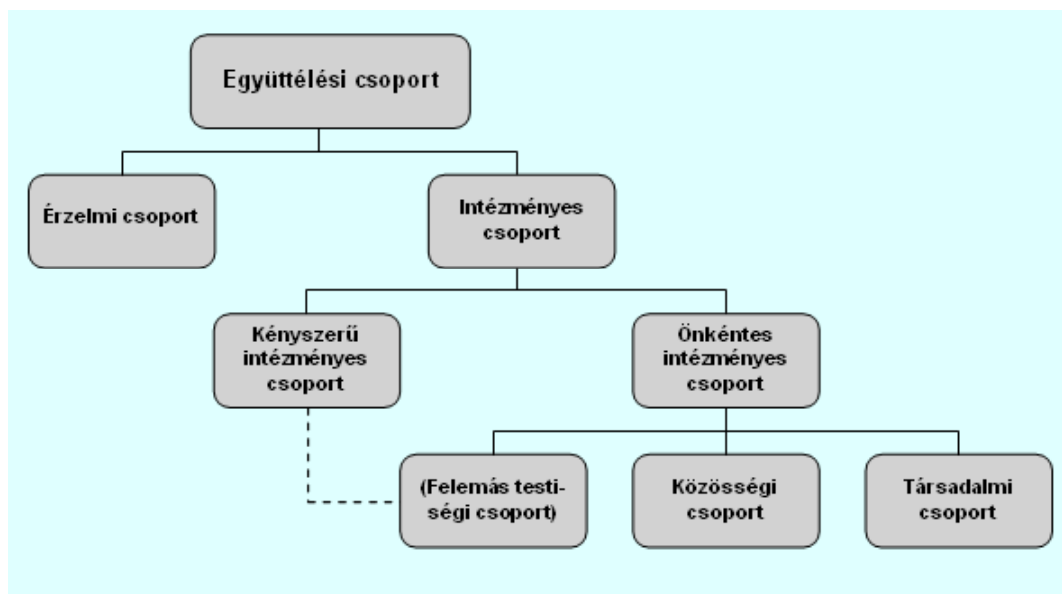 Együttélési csoport
Érzelmi csoport
Intézményes
csoport
Kényszerű
intézményes
csoport
Önkéntes
intézményes
csoport
(Felemás testi-
ségi csoport)
Közösségi
csoport
Társadalmi
csoport